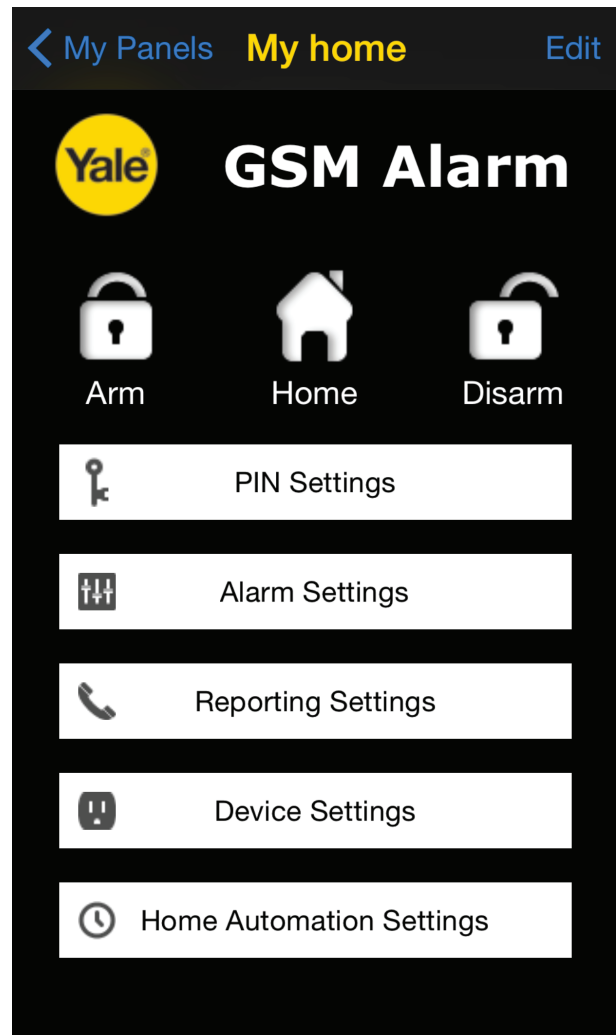 My Panels My home Edit
Yale® GSM Alarm
Arm Home Disarm
PIN Settings
Alarm Settings
Reporting Settings
Device Settings
Home Automation Settings